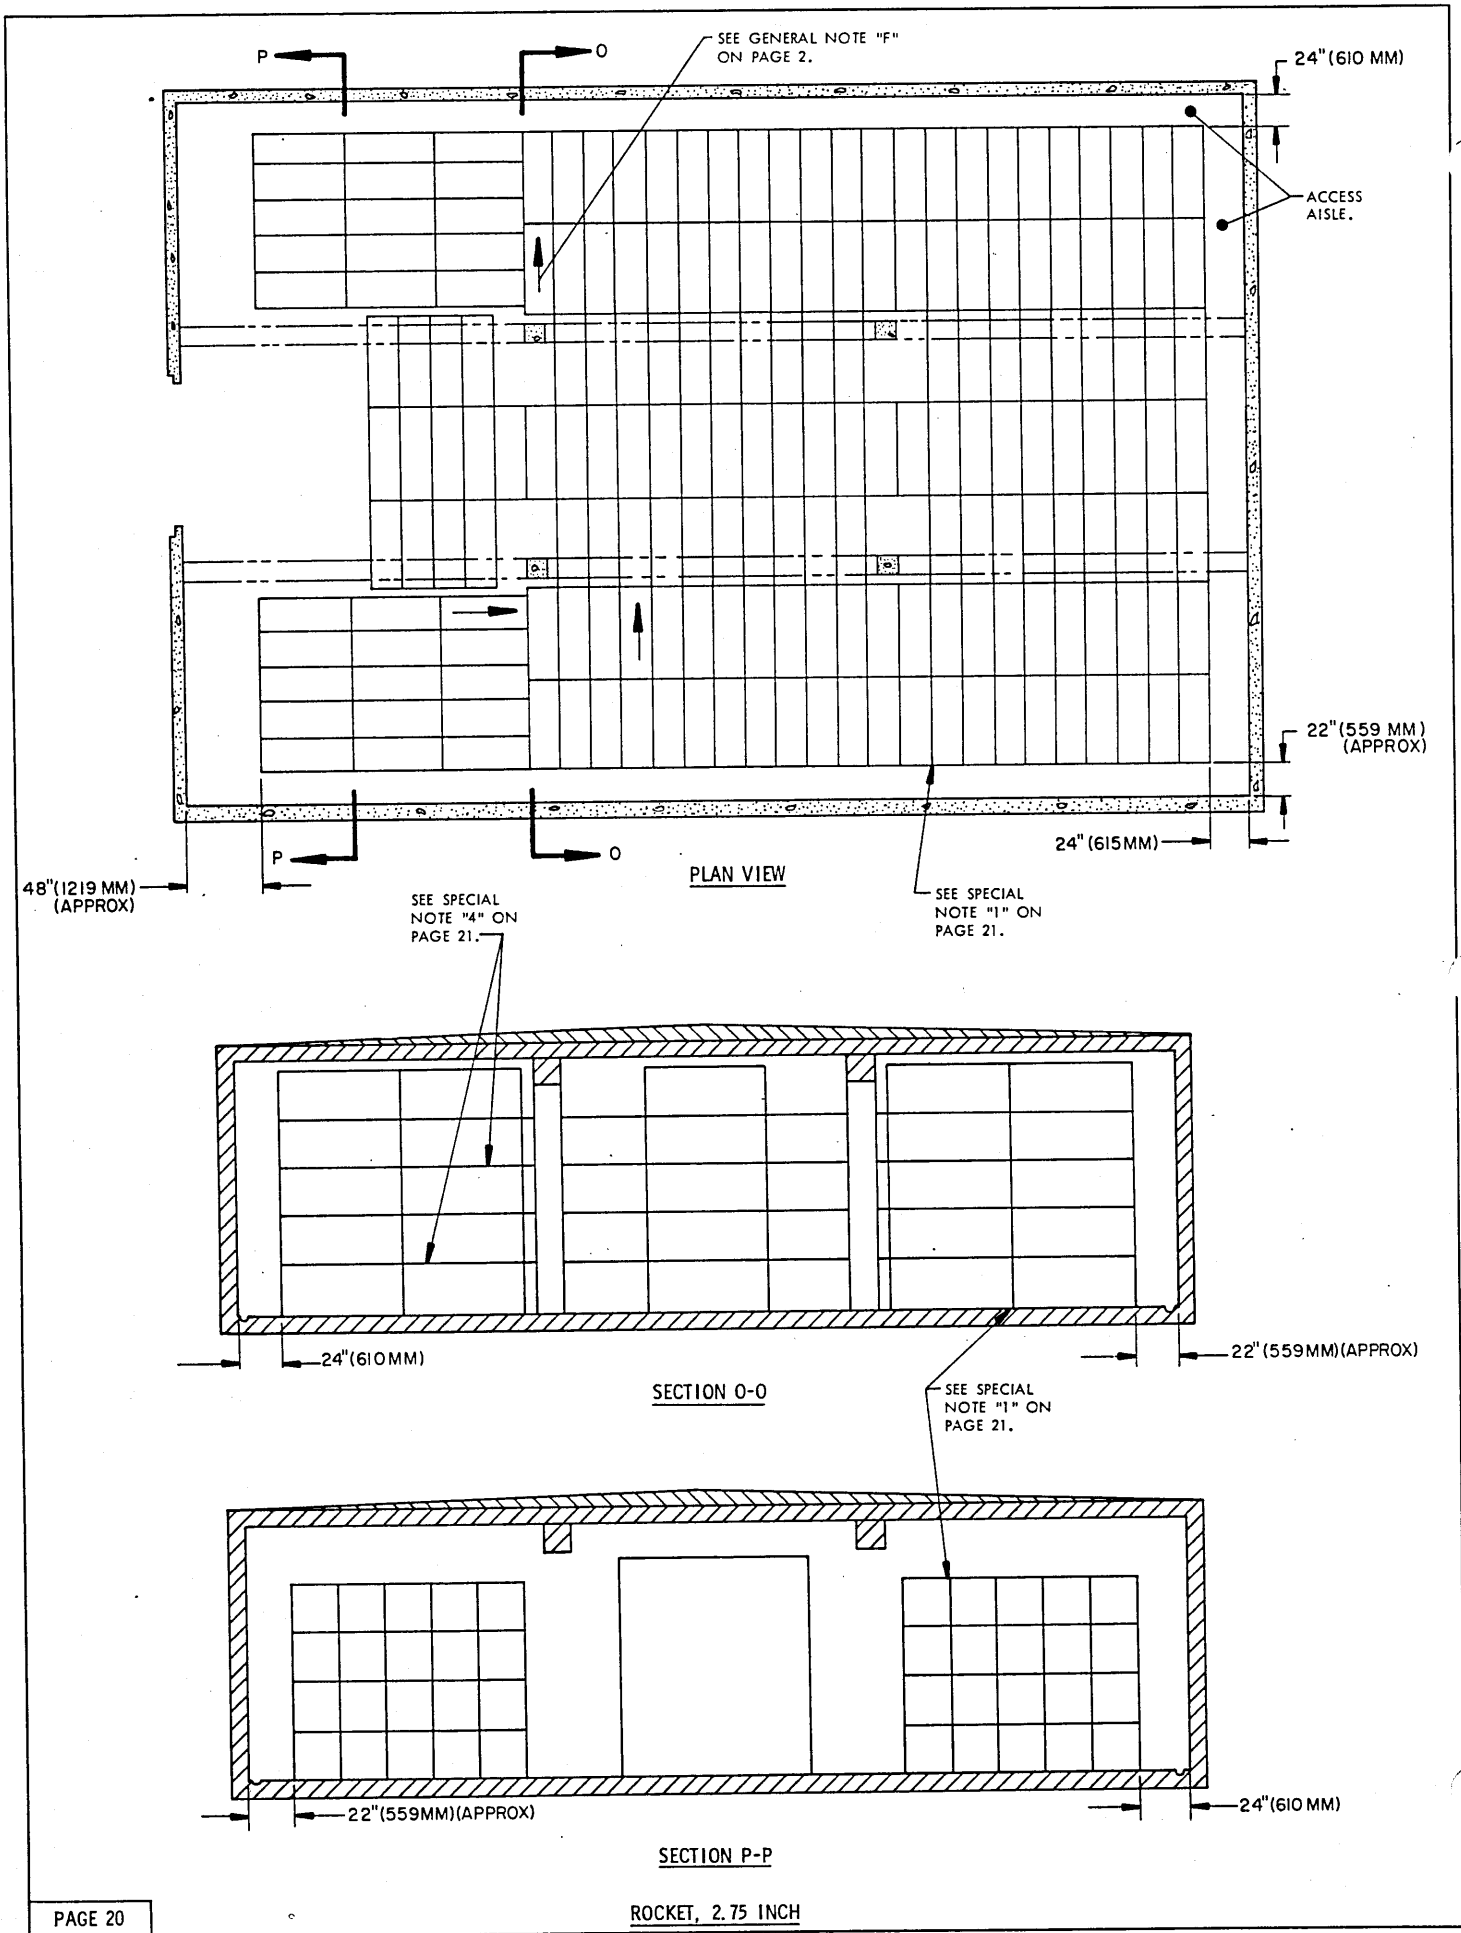 P
O
SEE GENERAL NOTE "F"
ON PAGE 2.
24"(610 MM)
ACCESS
AISLE.
22"(559 MM)
(APPROX)
24"(615MM)
P
O
48"(1219 MM)
(APPROX)
PLAN VIEW
SEE SPECIAL
NOTE "4" ON
PAGE 21.
SEE SPECIAL
NOTE "1" ON
PAGE 21.
24"(610MM)
22"(559MM)(APPROX)
SECTION O-O
SEE SPECIAL
NOTE "1" ON
PAGE 21.
22"(559MM)(APPROX)
24"(610MM)
SECTION P-P
PAGE 20
ROCKET, 2.75 INCH